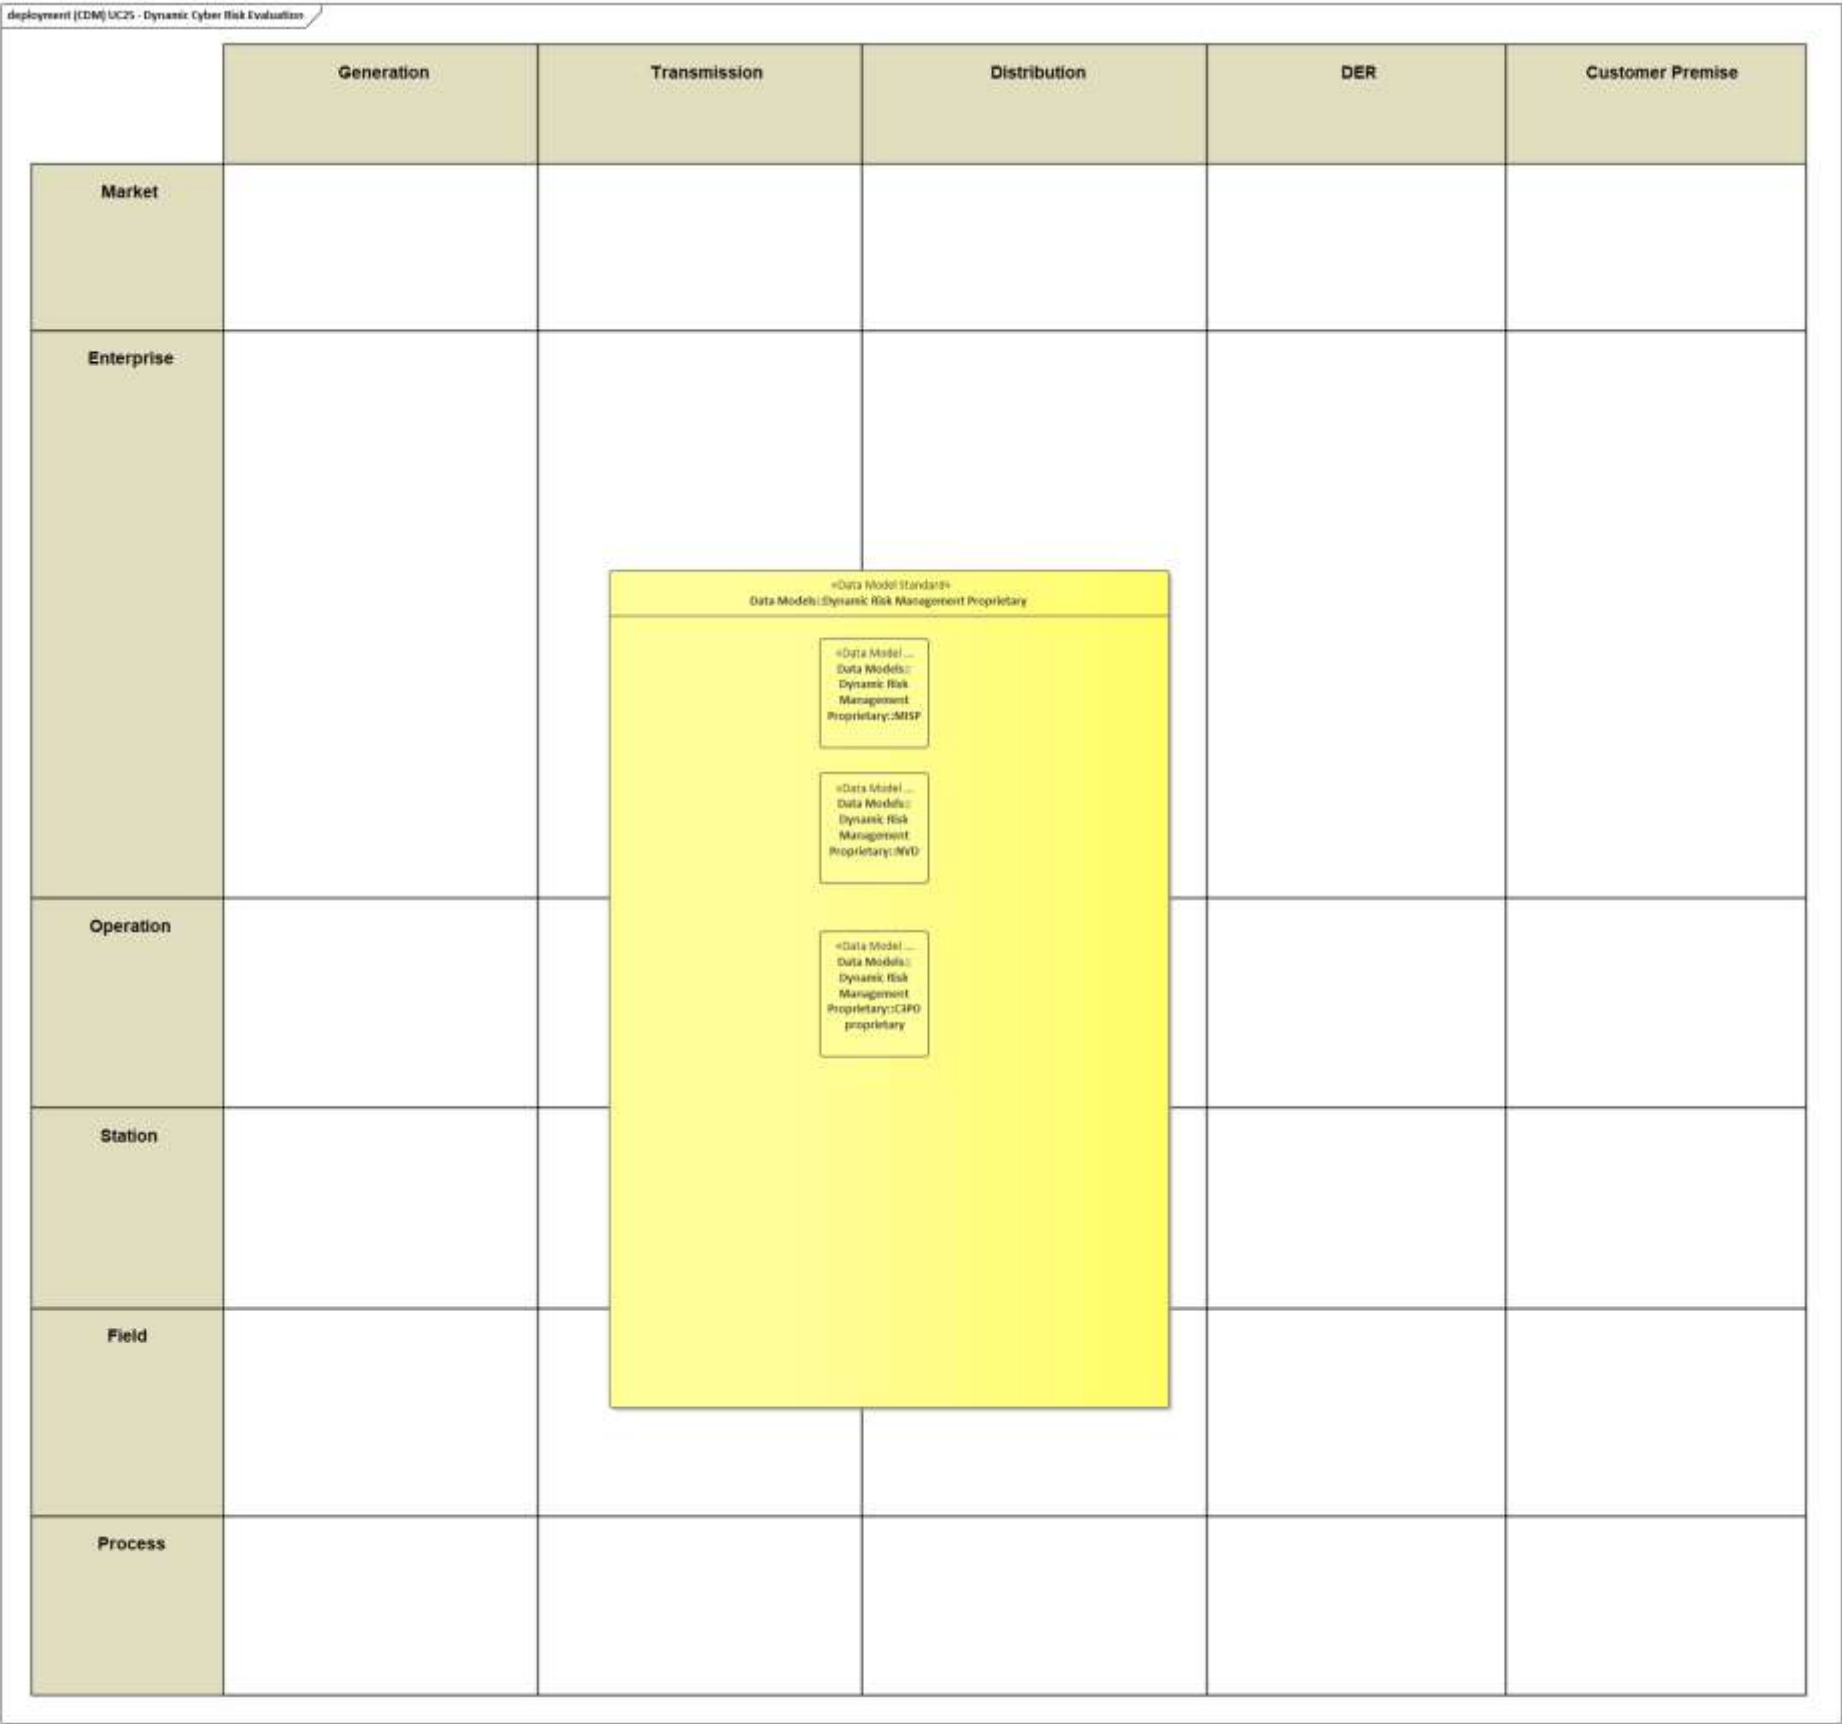 deployment (CDM) UC25 - Dynamic Cyber Risk Evaluation
Generation
Transmission
Distribution
DER
Customer Premise
Market
Enterprise
«Data Model Standard»
Data Models::Dynamic Risk Management Proprietary
«Data Model ...
Data Models::
Dynamic Risk
Management
Proprietary::MISP
«Data Model ...
Data Models::
Dynamic Risk
Management
Proprietary::NVD
Operation
«Data Model ...
Data Models::
Dynamic Risk
Management
Proprietary::C3PO
proprietary
Station
Field
Process